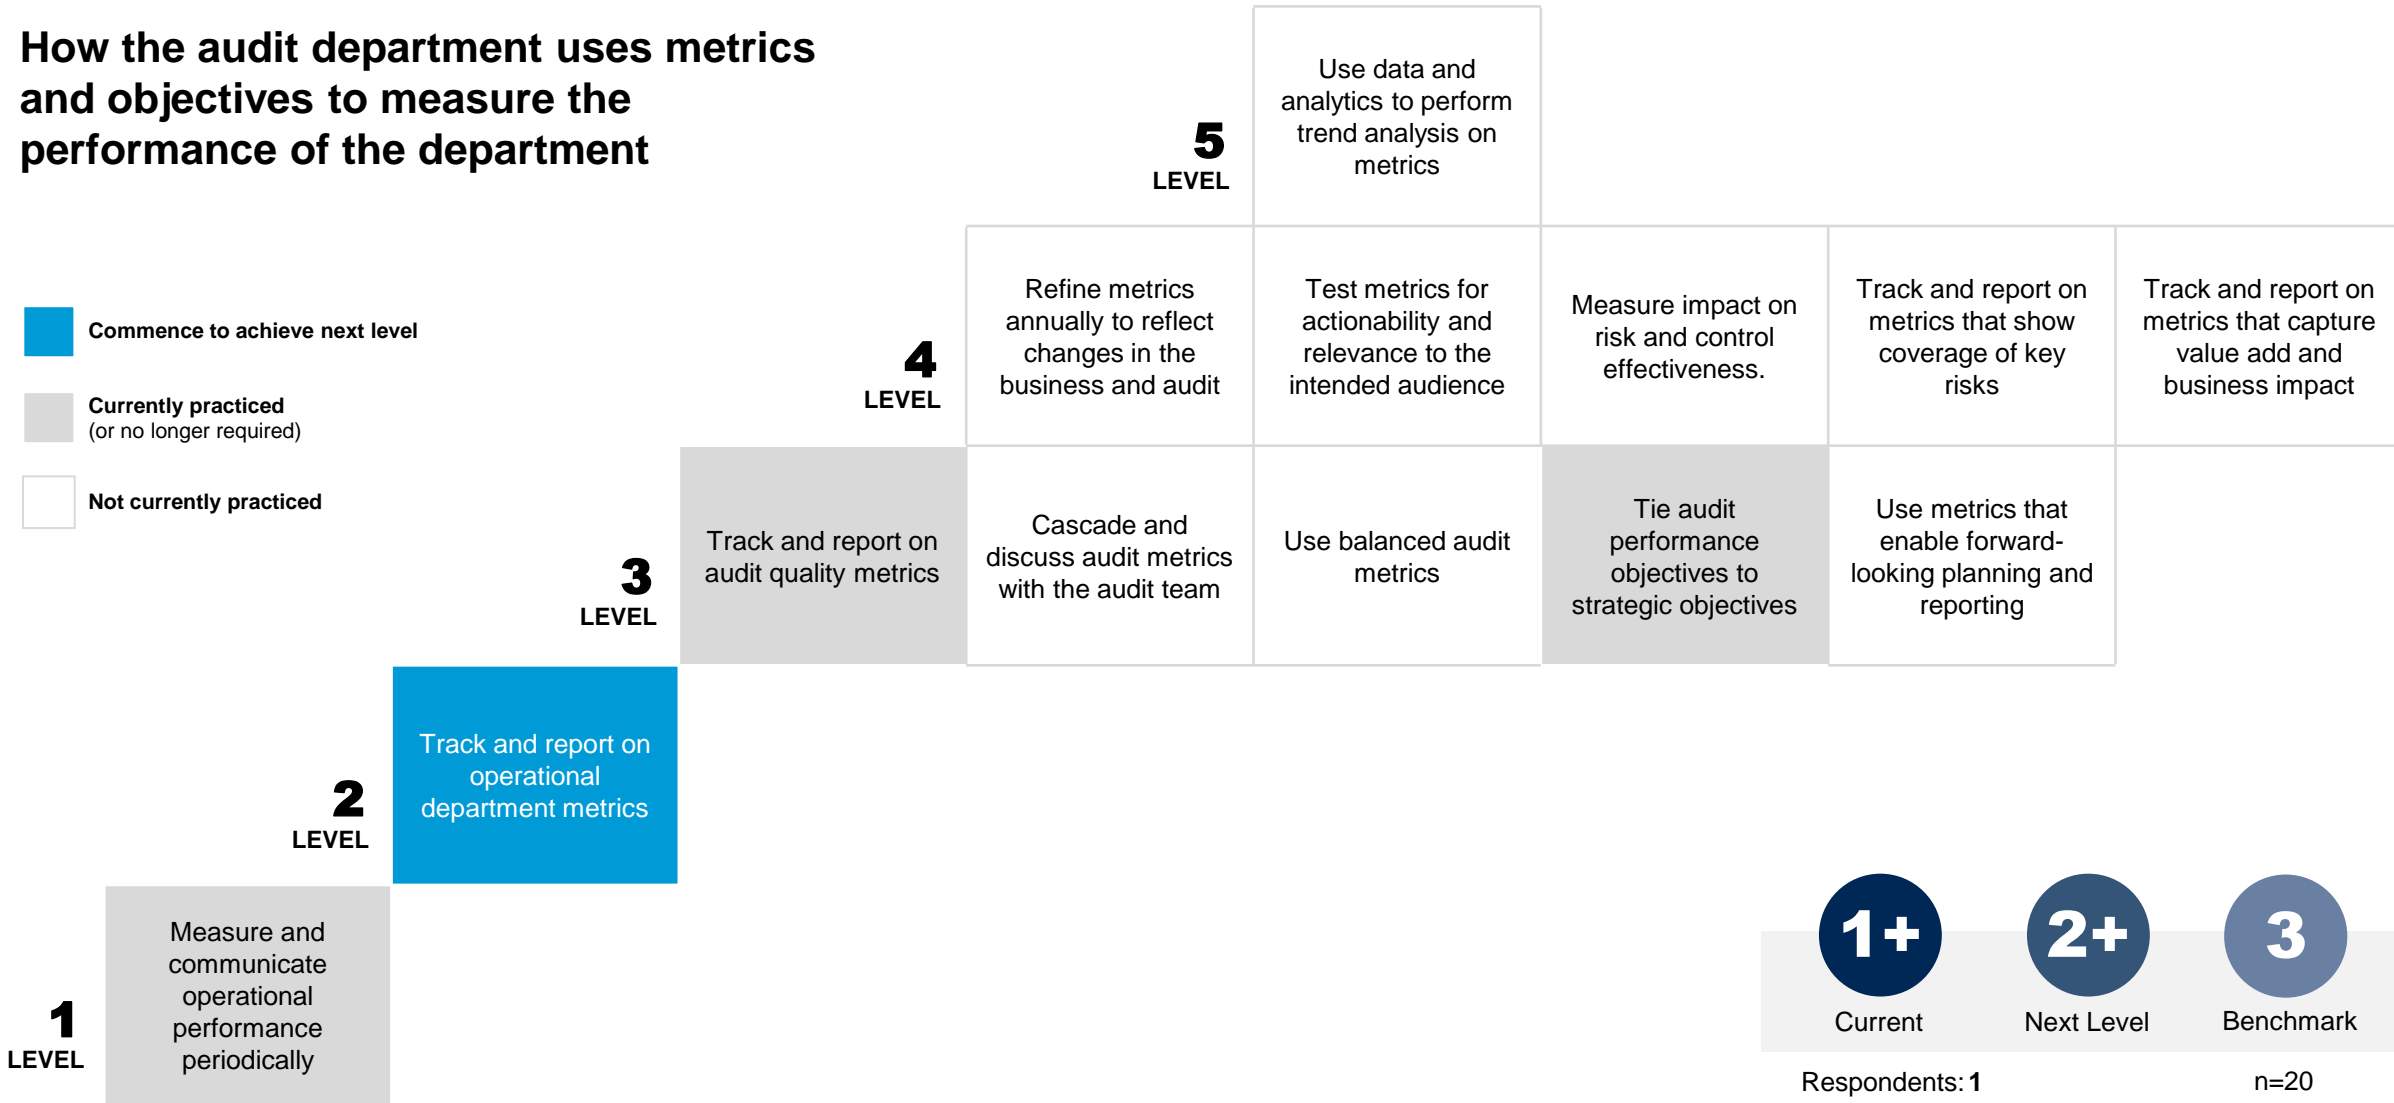 How the audit department uses metrics
and objectives to measure the
performance of the department
Commence to achieve next level
Currently practiced
(or no longer required)
Not currently practiced
5
LEVEL
Use data and
analytics to perform
trend analysis on
metrics
4
LEVEL
Refine metrics
annually to reflect
changes in the
business and audit
Test metrics for
actionability and
relevance to the
intended audience
Measure impact on
risk and control
effectiveness.
Track and report on
metrics that show
coverage of key
risks
Track and report on
metrics that capture
value add and
business impact
3
LEVEL
Track and report on
audit quality metrics
Cascade and
discuss audit metrics
with the audit team
Use balanced audit
metrics
Tie audit
performance
objectives to
strategic objectives
Use metrics that
enable forward-
looking planning and
reporting
2
LEVEL
Track and report on
operational
department metrics
1
LEVEL
Measure and
communicate
operational
performance
periodically
1+
Current
2+
Next Level
3
Benchmark
Respondents: 1
n=20